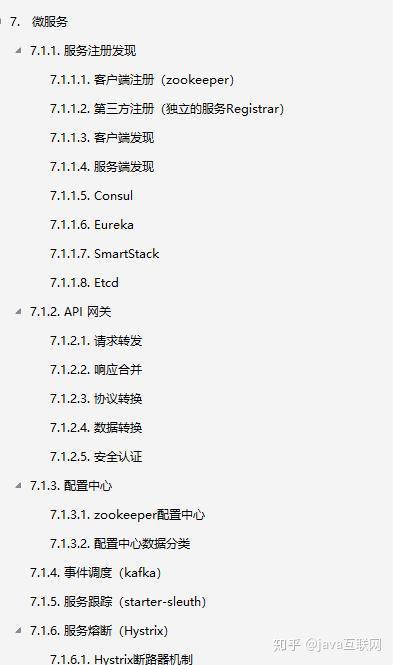 7. 微服务
7.1.1. 服务注册发现
7.1.1.1. 客户端注册（zookeeper）
7.1.1.2. 第三方注册（独立的服务Registrar）
7.1.1.3. 客户端发现
7.1.1.4. 服务端发现
7.1.1.5. Consul
7.1.1.6. Eureka
7.1.1.7. SmartStack
7.1.1.8. Etcd
7.1.2. API 网关
7.1.2.1. 请求转发
7.1.2.2. 响应合并
7.1.2.3. 协议转换
7.1.2.4. 数据转换
7.1.2.5. 安全认证
7.1.3. 配置中心
7.1.3.1. zookeeper配置中心
7.1.3.2. 配置中心数据分类
7.1.4. 事件调度（kafka）
7.1.5. 服务跟踪（starter-sleuth）
7.1.6. 服务熔断（Hystrix）
知乎 @java互联网
7.1.6.1. Hystrix断路器机制